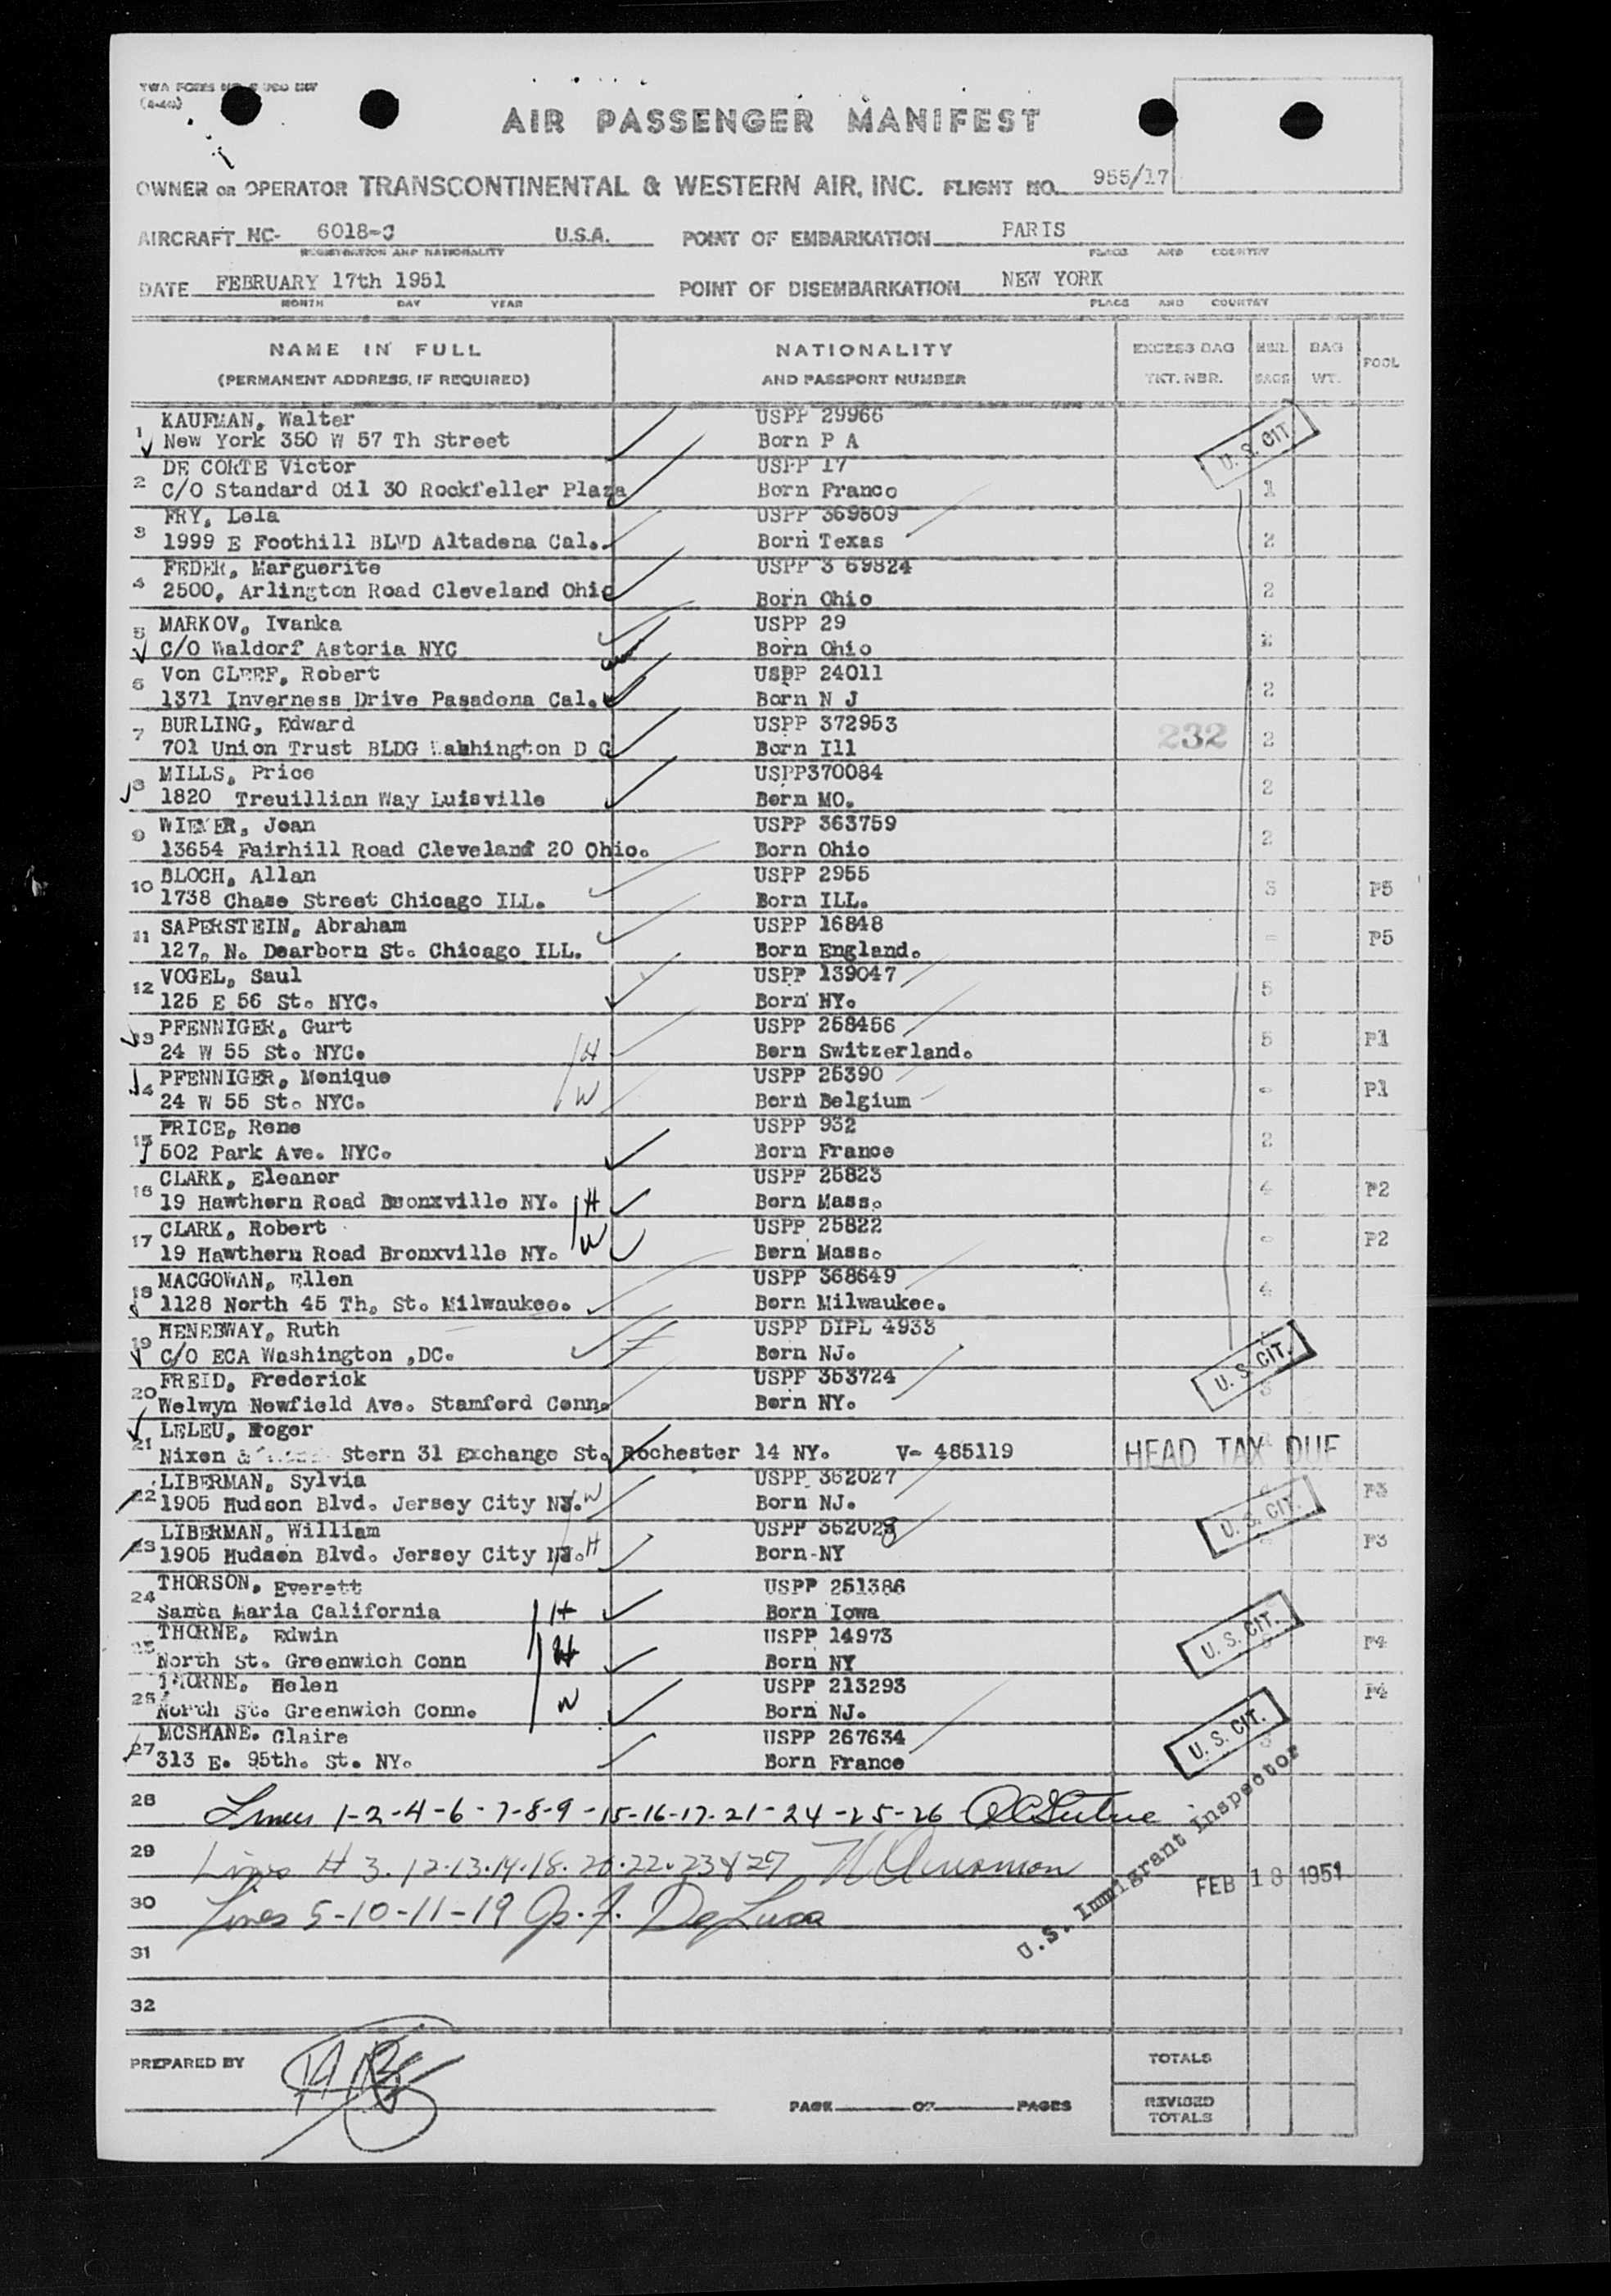 (4-46)
AIR PASSENGER MANIFEST
OWNER OR OPERATOR TRANSCONTINENTAL & WESTERN AIR, INC. FLIGHT NO. 955/17
AIRCRAFT NC- 6018-C U.S.A. POINT OF EMBARKATION PARIS
REGISTRATION AND NATIONALITY PLACE AND COUNTRY
DATE FEBRUARY 17th 1951 POINT OF DISEMBARKATION NEW YORK
MONTH DAY YEAR PLACE AND COUNTRY
NAME IN FULL NATIONALITY EXCESS BAG NBR. BAG POOL
(PERMANENT ADDRESS, IF REQUIRED) AND PASSPORT NUMBER TKT. NBR. BAGS WT.
1 KAUFMAN, Walter USPP 29966
New York 350 W 57 Th Street Born P A U.S. CIT.
2 DE CORTE Victor USPP 17
C/O Standard Oil 30 Rockfeller Plaza Born Franco 1
3 FRY, Lela USPP 369809
1999 E Foothill BLVD Altadena Cal. Born Texas 2
4 FEDER, Marguerite USPP 3 69824
2500, Arlington Road Cleveland Ohio Born Ohio 2
5 MARKOV, Ivanka USPP 29
C/O Waldorf Astoria NYC Born Ohio 2
6 Von CLEEF, Robert USPP 24011
1371 Inverness Drive Pasadena Cal. Born N J 2
7 BURLING, Edward USPP 372953 232 2
701 Union Trust BLDG Washington D C Born Ill
8 MILLS, Price USPP370084
1820 Treuillian Way Luisville Born MO. 2
9 WIENER, Joan USPP 363759
13654 Fairhill Road Cleveland 20 Ohio. Born Ohio 2
10 BLOCH, Allan USPP 2955
1738 Chase Street Chicago ILL. Born ILL. 3 P5
11 SAPERSTEIN, Abraham USPP 16848
127, N. Dearborn St. Chicago ILL. Born England. - P5
12 VOGEL, Saul USPP 139047
125 E 56 St. NYC. Born NY. 5
13 PFENNIGER, Gurt USPP 258456
24 W 55 St. NYC. H Born Switzerland. 5 P1
14 PFENNIGER, Monique USPP 25390
24 W 55 St. NYC. W Born Belgium - P1
15 PRICE, Rene USPP 932
502 Park Ave. NYC. Born France 2
16 CLARK, Eleanor USPP 25823
19 Hawthorn Road Bronxville NY. H Born Mass. 4 P2
17 CLARK, Robert USPP 25822
19 Hawthorn Road Bronxville NY. W Born Mass. - P2
18 MACGOWAN, Ellen USPP 368649
1128 North 45 Th, St. Milwaukee. Born Milwaukee. 4
19 HENEBWAY, Ruth USPP DIPL 4933
C/O ECA Washington ,DC. Born NJ. U.S. CIT.
20 FREID, Frederick USPP 353724
Welwyn Newfield Ave. Stamford Conn. Born NY.
21 LELEU, Roger
Nixon & Stern 31 Exchange St. Rochester 14 NY. V- 485119 HEAD TAX DUE
22 LIBERMAN, Sylvia USPP 362027
1905 Hudson Blvd. Jersey City NJ. W Born NJ. U.S. CIT. P3
23 LIBERMAN, William USPP 362028
1905 Hudson Blvd. Jersey City NJ. H Born-NY P3
24 THORSON, Everett USPP 251386
Santa Maria California H Born Iowa
25 THORNE, Edwin USPP 14973 U.S. CIT.
North St. Greenwich Conn H Born NY P4
26 THORNE, Helen USPP 213293
North St. Greenwich Conn. W Born NJ. P4
27 MCSHANE. Claire USPP 267634 U.S. CIT.
313 E. 95th. St. NY. Born France
28 Lines 1-2-4-6-7-8-9-15-16-17-21-24-25-26
29 Lines # 3.12.13.14.18.20.22.23 & 27
30 Lines 5-10-11-19 Jo. F. DeLuca
U.S. Immigrant Inspector
FEB 18 1951
31
32
PREPARED BY TOTALS
PAGE OF PAGES REVISED
TOTALS